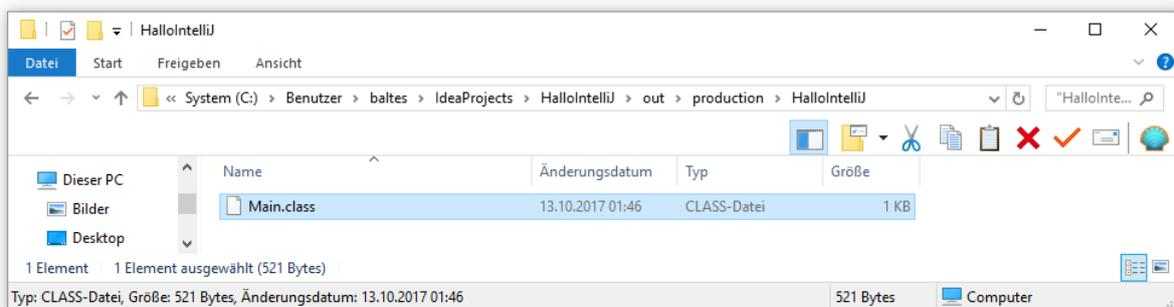 HalloIntelliJ
Datei Start Freigeben Ansicht
« System (C:) > Benutzer > baltes > IdeaProjects > HalloIntelliJ > out > production > HalloIntelliJ "HalloInte...
Name Änderungsdatum Typ Größe
Dieser PC
Main.class 13.10.2017 01:46 CLASS-Datei 1 KB
Bilder
Desktop
1 Element 1 Element ausgewählt (521 Bytes)
Typ: CLASS-Datei, Größe: 521 Bytes, Änderungsdatum: 13.10.2017 01:46 521 Bytes Computer